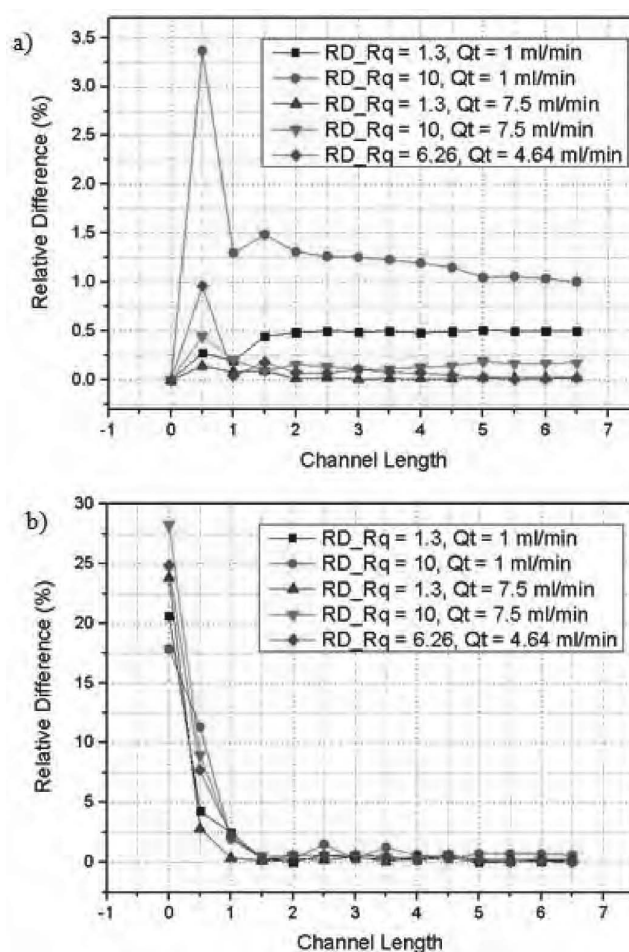 a)
3.5
3.0
2.5
2.0
1.5
1.0
0.5
0.0
Relative Difference (%)
RD_Rq = 1.3, Qt = 1 ml/min
RD_Rq = 10, Qt = 1 ml/min
RD_Rq = 1.3, Qt = 7.5 ml/min
RD_Rq = 10, Qt = 7.5 ml/min
RD_Rq = 6.26, Qt = 4.64 ml/min
-1 0 1 2 3 4 5 6 7
Channel Length
b)
30
25
20
15
10
5
0
Relative Difference (%)
RD_Rq = 1.3, Qt = 1 ml/min
RD_Rq = 10, Qt = 1 ml/min
RD_Rq = 1.3, Qt = 7.5 ml/min
RD_Rq = 10, Qt = 7.5 ml/min
RD_Rq = 6.26, Qt = 4.64 ml/min
-1 0 1 2 3 4 5 6 7
Channel Length